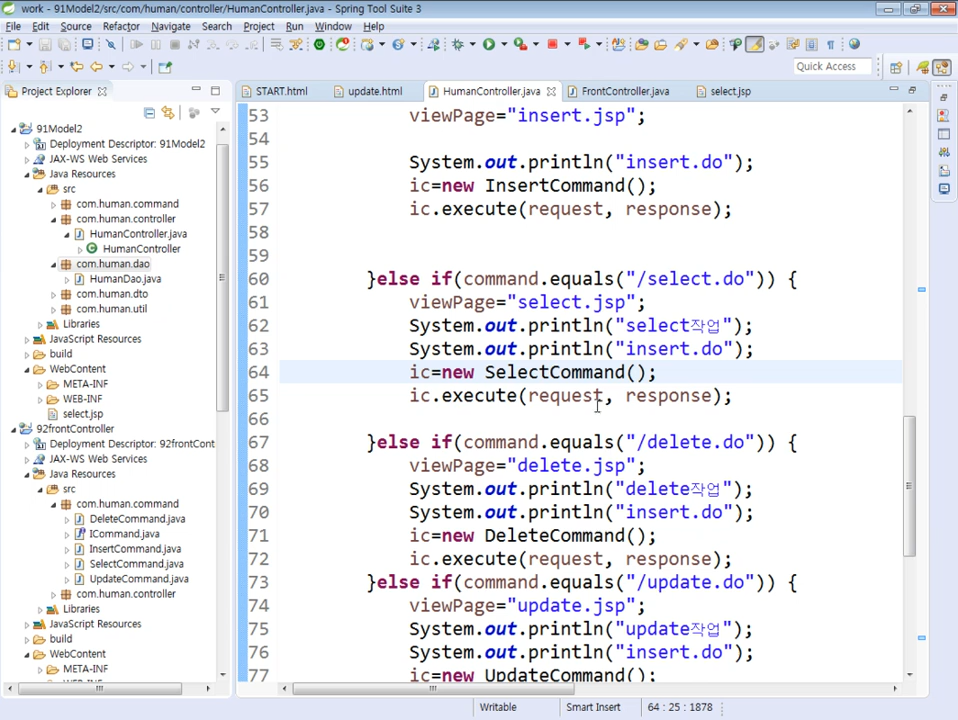 work - 91Model2/src/com/human/controller/HumanController.java - Spring Tool Suite 3
File Edit Source Refactor Navigate Search Project Run Window Help
Quick Access
Project Explorer
START.html update.html HumanController.java FrontController.java select.jsp
91Model2
Deployment Descriptor: 91Model2
JAX-WS Web Services
Java Resources
src
com.human.command
com.human.controller
HumanController.java
HumanController
com.human.dao
HumanDao.java
com.human.dto
com.human.util
Libraries
JavaScript Resources
build
WebContent
META-INF
WEB-INF
select.jsp
92frontController
Deployment Descriptor: 92frontCont
JAX-WS Web Services
Java Resources
src
com.human.command
DeleteCommand.java
ICommand.java
InsertCommand.java
SelectCommand.java
UpdateCommand.java
com.human.controller
Libraries
JavaScript Resources
build
WebContent
META-INF
53 viewPage="insert.jsp";
54
55 System.out.println("insert.do");
56 ic=new InsertCommand();
57 ic.execute(request, response);
58
59
60 }else if(command.equals("/select.do")) {
61 viewPage="select.jsp";
62 System.out.println("select작업");
63 System.out.println("insert.do");
64 ic=new SelectCommand();
65 ic.execute(request, response);
66
67 }else if(command.equals("/delete.do")) {
68 viewPage="delete.jsp";
69 System.out.println("delete작업");
70 System.out.println("insert.do");
71 ic=new DeleteCommand();
72 ic.execute(request, response);
73 }else if(command.equals("/update.do")) {
74 viewPage="update.jsp";
75 System.out.println("update작업");
76 System.out.println("insert.do");
77 ic=new UpdateCommand();
Writable Smart Insert 64 : 25 : 1878